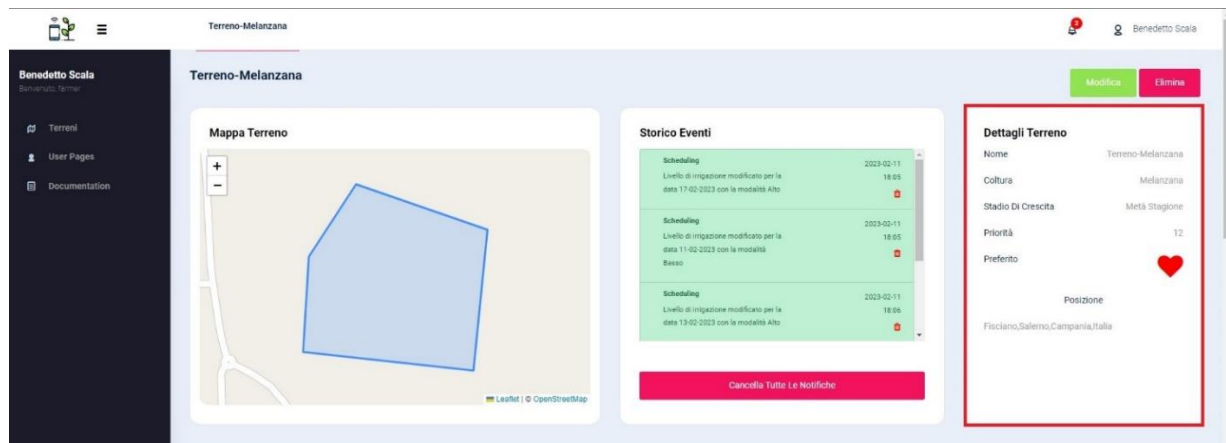 Terreno-Melanzana
3
Benedetto Scala
Benedetto Scala
Benvenuto, farmer
Terreni
User Pages
Documentation
Terreno-Melanzana
Modifica
Elimina
Mappa Terreno
+
−
Leaflet | © OpenStreetMap
Storico Eventi
Scheduling
2023-02-11
Livello di irrigazione modificato per la
18:05
data 17-02-2023 con la modalità Alto
Scheduling
2023-02-11
Livello di irrigazione modificato per la
18:05
data 11-02-2023 con la modalità
Basso
Scheduling
2023-02-11
Livello di irrigazione modificato per la
18:06
data 13-02-2023 con la modalità Alto
Cancella Tutte Le Notifiche
Dettagli Terreno
Nome Terreno-Melanzana
Coltura Melanzana
Stadio Di Crescita Metà Stagione
Priorità 12
Preferito
Posizione
Fisciano,Salerno,Campania,Italia